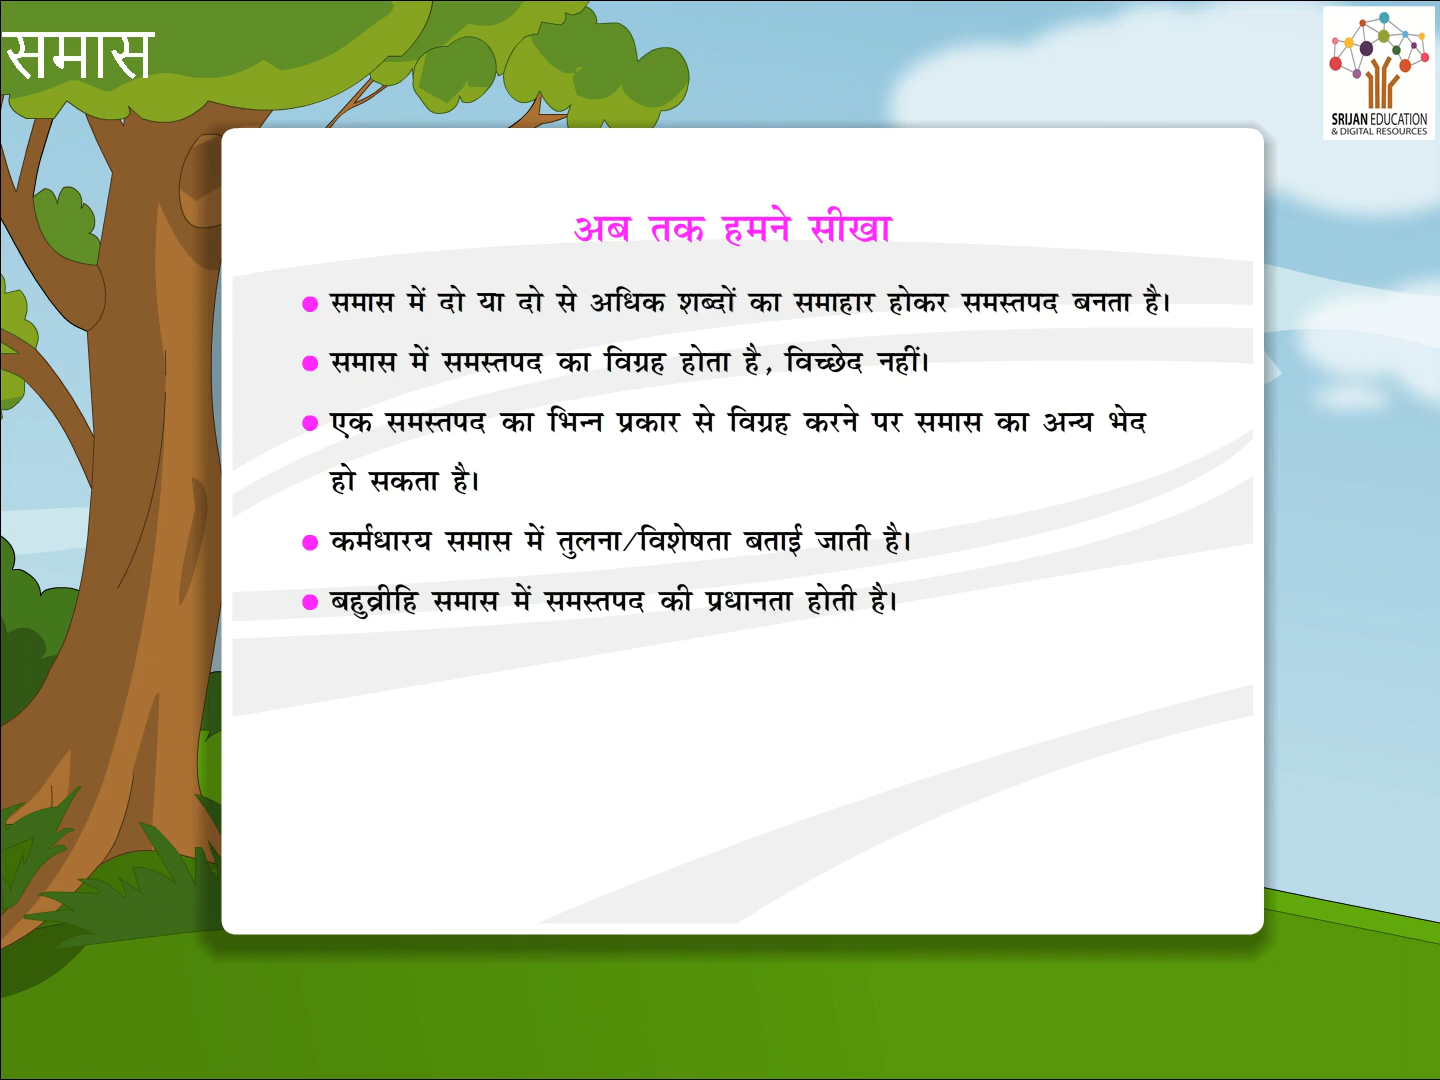 समास
SRIJAN EDUCATION
& DIGITAL RESOURCES
अब तक हमने सीखा
● समास में दो या दो से अधिक शब्दों का समाहार होकर समस्तपद बनता है।
● समास में समस्तपद का विग्रह होता है, विच्छेद नहीं।
● एक समस्तपद का भिन्न प्रकार से विग्रह करने पर समास का अन्य भेद
हो सकता है।
● कर्मधारय समास में तुलना/विशेषता बताई जाती है।
● बहुव्रीहि समास में समस्तपद की प्रधानता होती है।